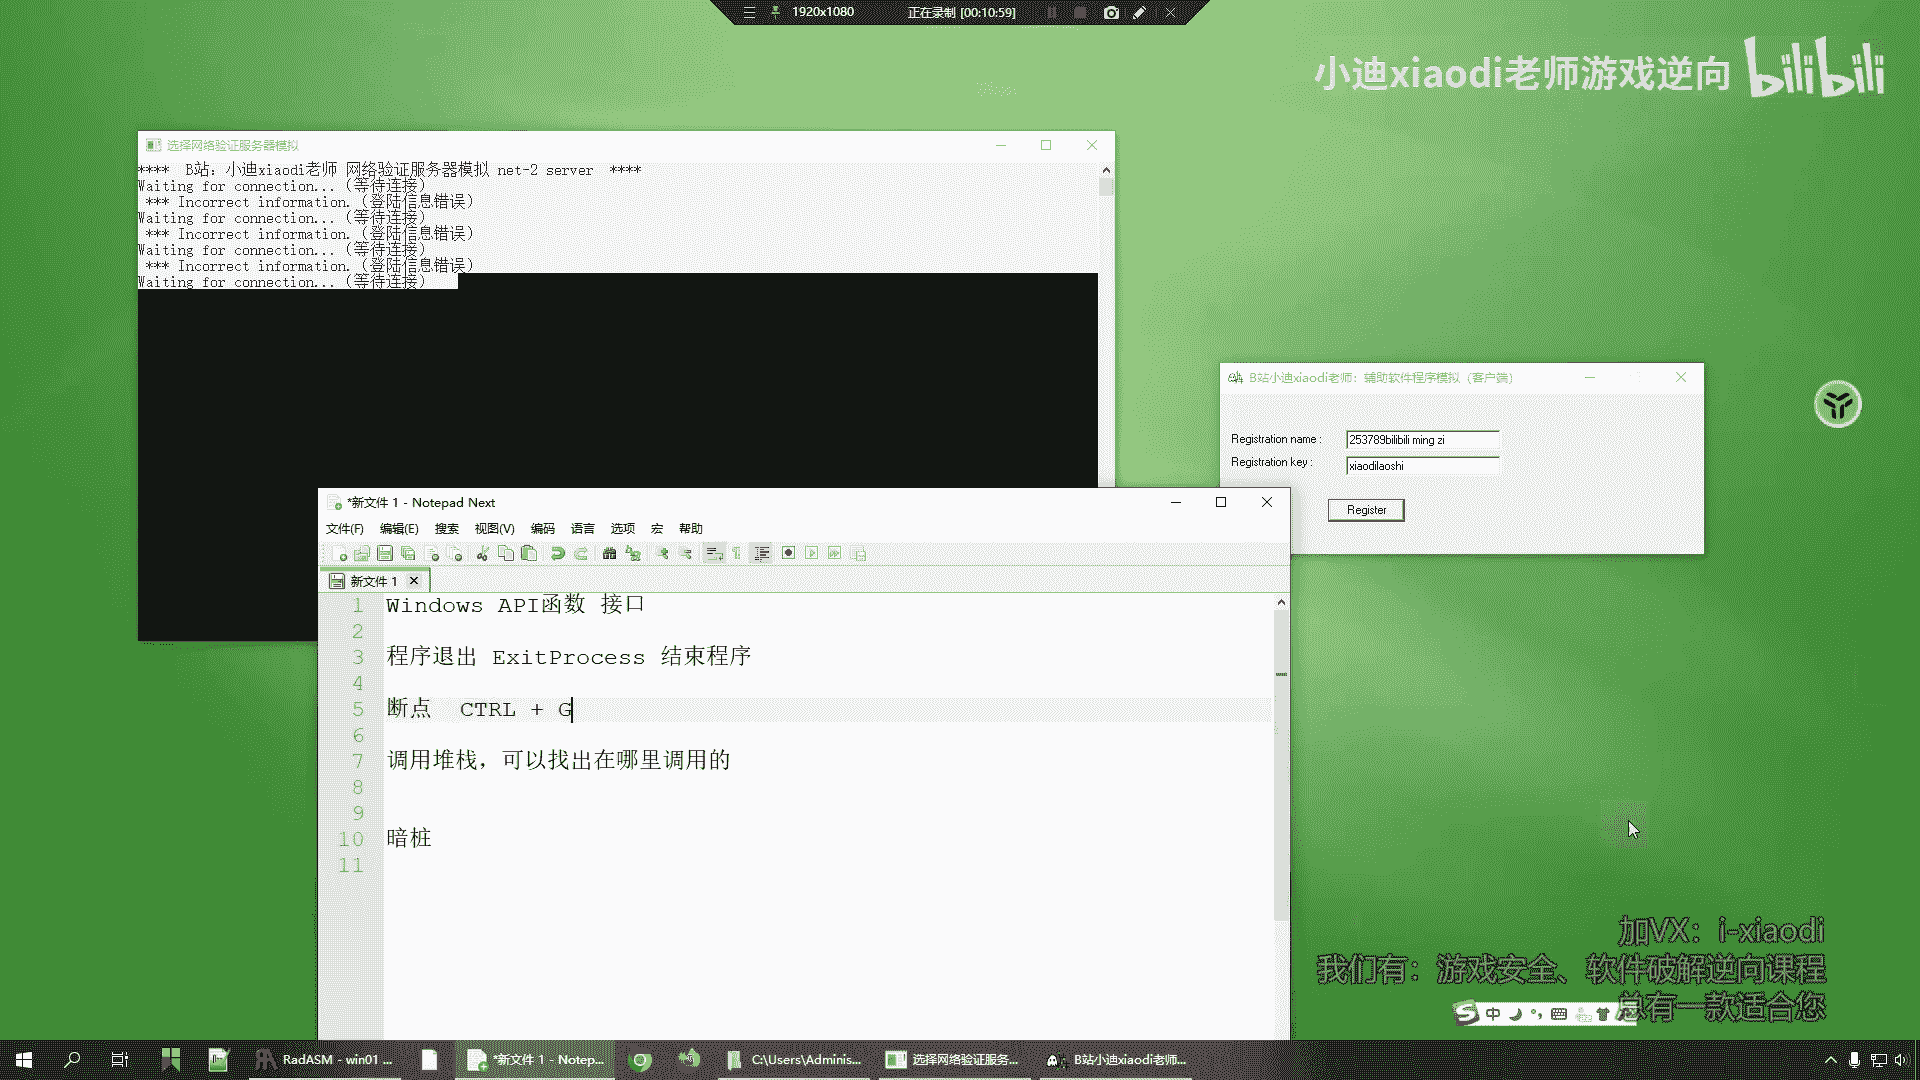 1920x1080
正在录制 [00:10:59]
小迪xiaodi老师游戏逆向 bilibili
选择网络验证服务器模拟
**** B站：小迪xiaodi老师 网络验证服务器模拟 net-2 server ****
Waiting for connection...（等待连接）
*** Incorrect information.（登陆信息错误）
Waiting for connection...（等待连接）
*** Incorrect information.（登陆信息错误）
Waiting for connection...（等待连接）
*** Incorrect information.（登陆信息错误）
Waiting for connection...（等待连接）
B站小迪xiaodi老师：辅助软件程序模拟（客户端）
Registration name : 253789bilibili ming zi
Registration key : xiaodilaoshi
Register
*新文件 1 - Notepad Next
文件(F) 编辑(E) 搜索 视图(V) 编码 语言 选项 宏 帮助
新文件 1
1 Windows API函数 接口
2
3 程序退出 ExitProcess 结束程序
4
5 断点 CTRL + G
6
7 调用堆栈，可以找出在哪里调用的
8
9
10 暗桩
11
加VX：i-xiaodi
我们有：游戏安全、软件破解逆向课程
总有一款适合您
中
RadASM - win01 ...
*新文件 1 - Notep...
C:\Users\Adminis...
选择网络验证服务...
B站小迪xiaodi老师...